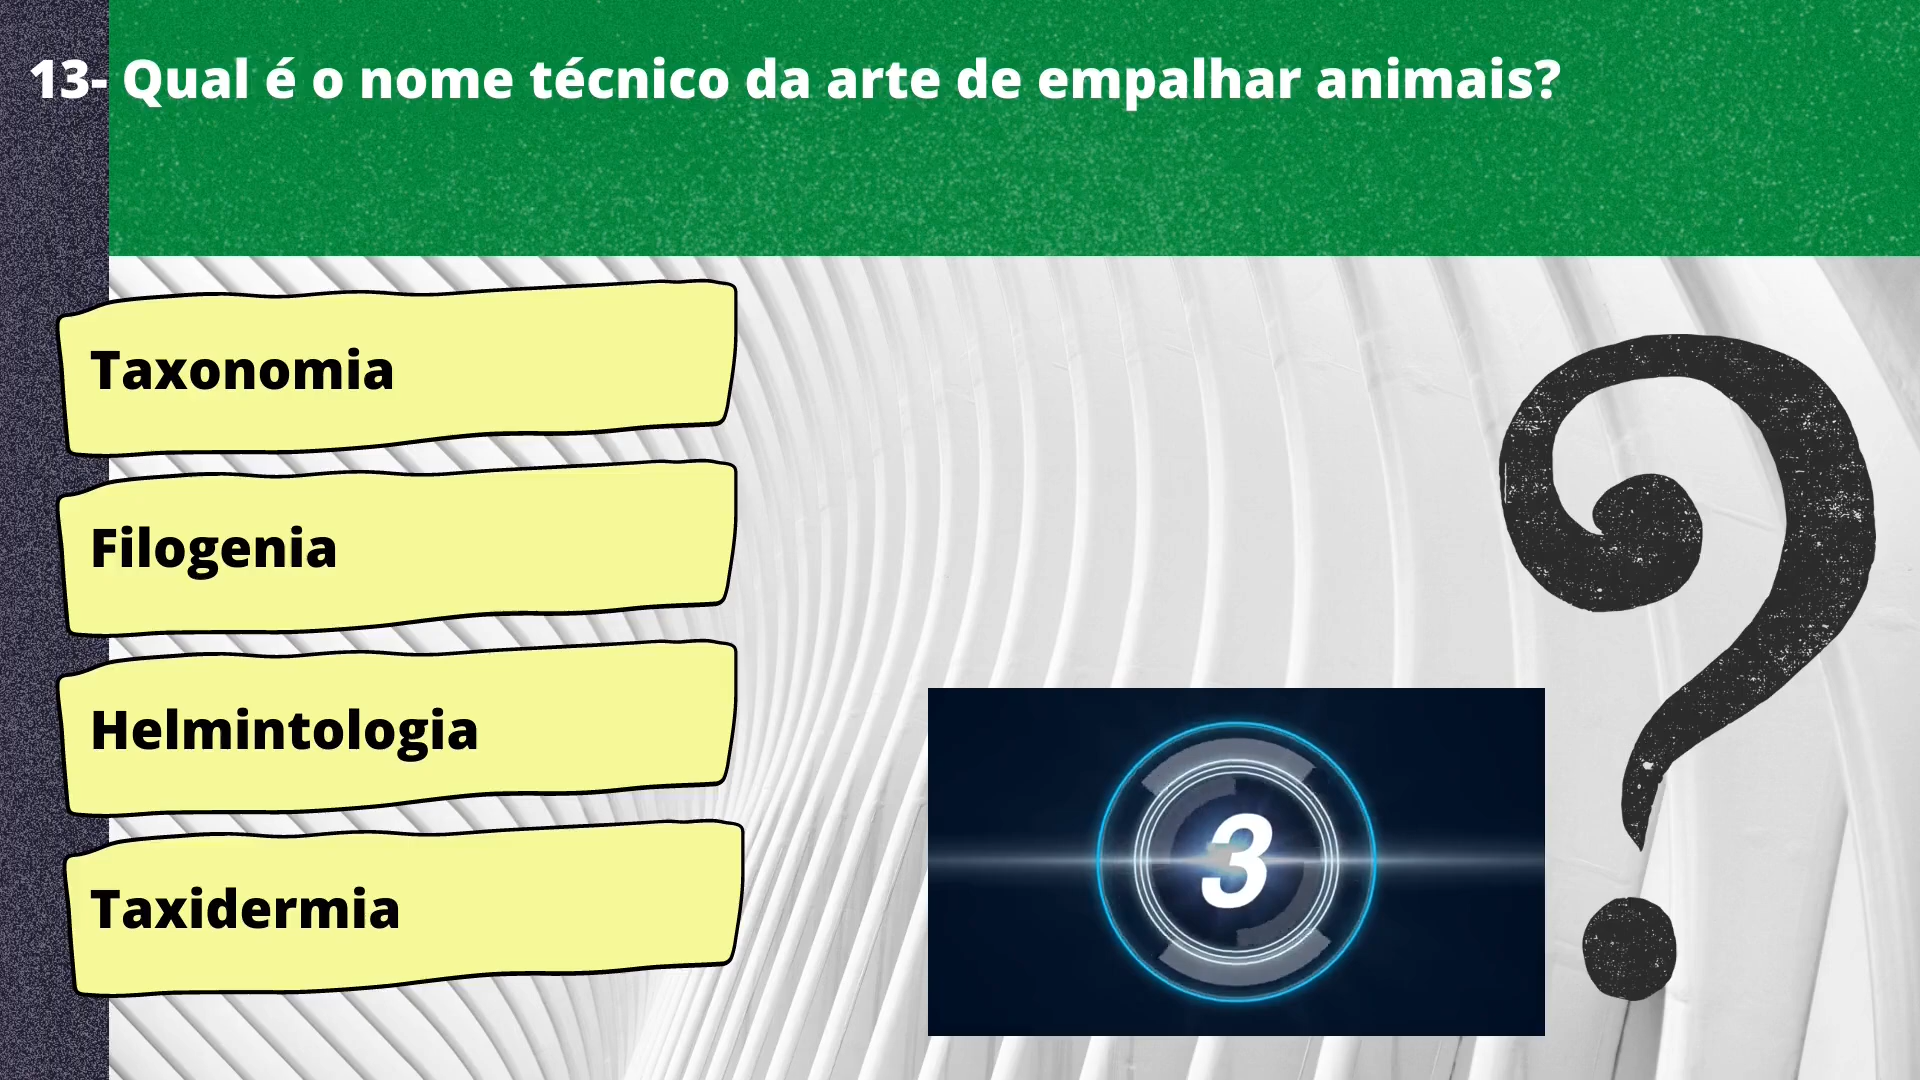 13- Qual é o nome técnico da arte de empalhar animais?
Taxonomia
Filogenia
Helmintologia
Taxidermia
3